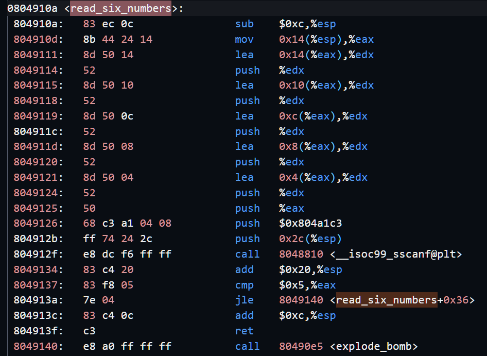 0804910a <read_six_numbers>:
804910a: 83 ec 0c sub $0xc,%esp
804910d: 8b 44 24 14 mov 0x14(%esp),%eax
8049111: 8d 50 14 lea 0x14(%eax),%edx
8049114: 52 push %edx
8049115: 8d 50 10 lea 0x10(%eax),%edx
8049118: 52 push %edx
8049119: 8d 50 0c lea 0xc(%eax),%edx
804911c: 52 push %edx
804911d: 8d 50 08 lea 0x8(%eax),%edx
8049120: 52 push %edx
8049121: 8d 50 04 lea 0x4(%eax),%edx
8049124: 52 push %edx
8049125: 50 push %eax
8049126: 68 c3 a1 04 08 push $0x804a1c3
804912b: ff 74 24 2c push 0x2c(%esp)
804912f: e8 dc f6 ff ff call 8048810 <__isoc99_sscanf@plt>
8049134: 83 c4 20 add $0x20,%esp
8049137: 83 f8 05 cmp $0x5,%eax
804913a: 7e 04 jle 8049140 <read_six_numbers+0x36>
804913c: 83 c4 0c add $0xc,%esp
804913f: c3 ret
8049140: e8 a0 ff ff ff call 80490e5 <explode_bomb>